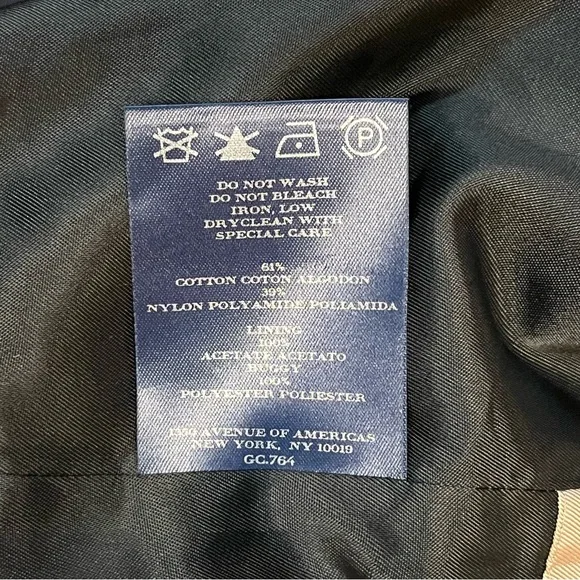 P
DO NOT WASH
DO NOT BLEACH
IRON, LOW
DRYCLEAN WITH
SPECIAL CARE
61%
COTTON COTON ALGODON
39%
NYLON POLYAMIDE POLIAMIDA
LINING
100%
ACETATE ACETATO
BUGGY
100%
POLYESTER POLIESTER
AVENUE OF AMERICAS
NEW YORK, NY 10019
GC.764